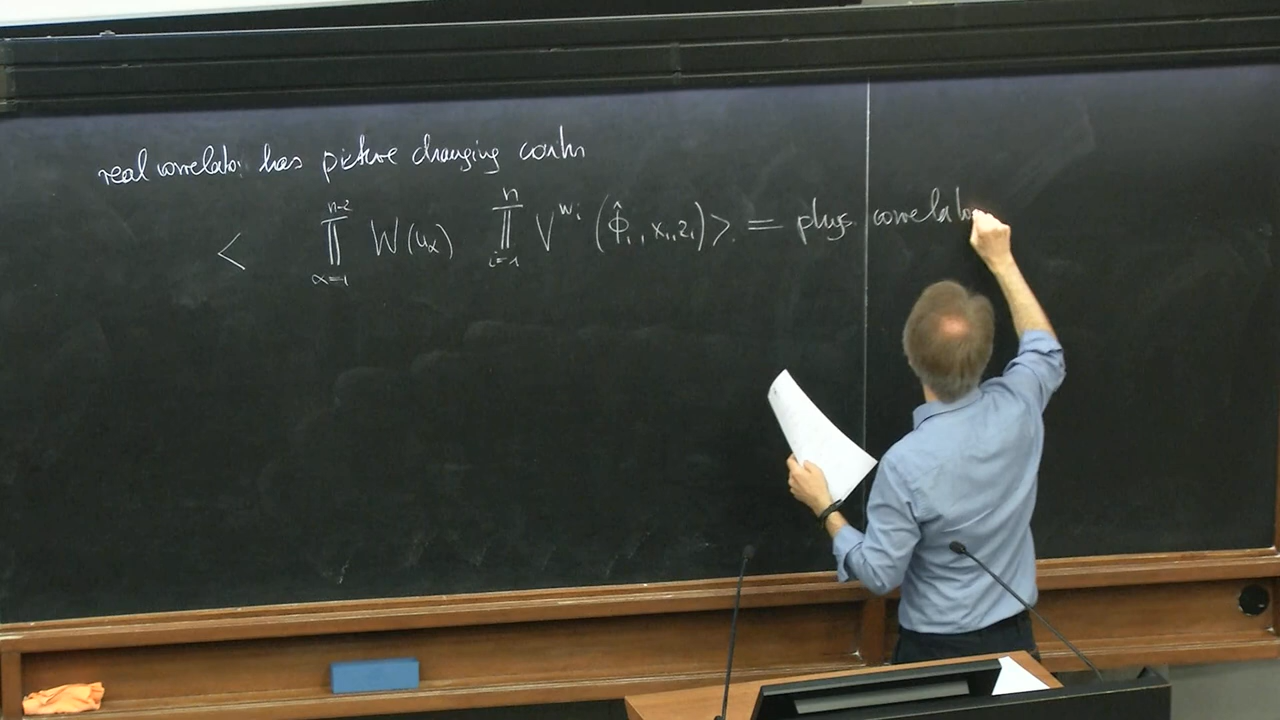 real correlator has picture changing contr
< ∏_{α=1}^{n-2} W(u_α) ∏_{i=1}^{n} V^{w_i} (Φ̂_i, x_i, z_i) > = phys. correlato